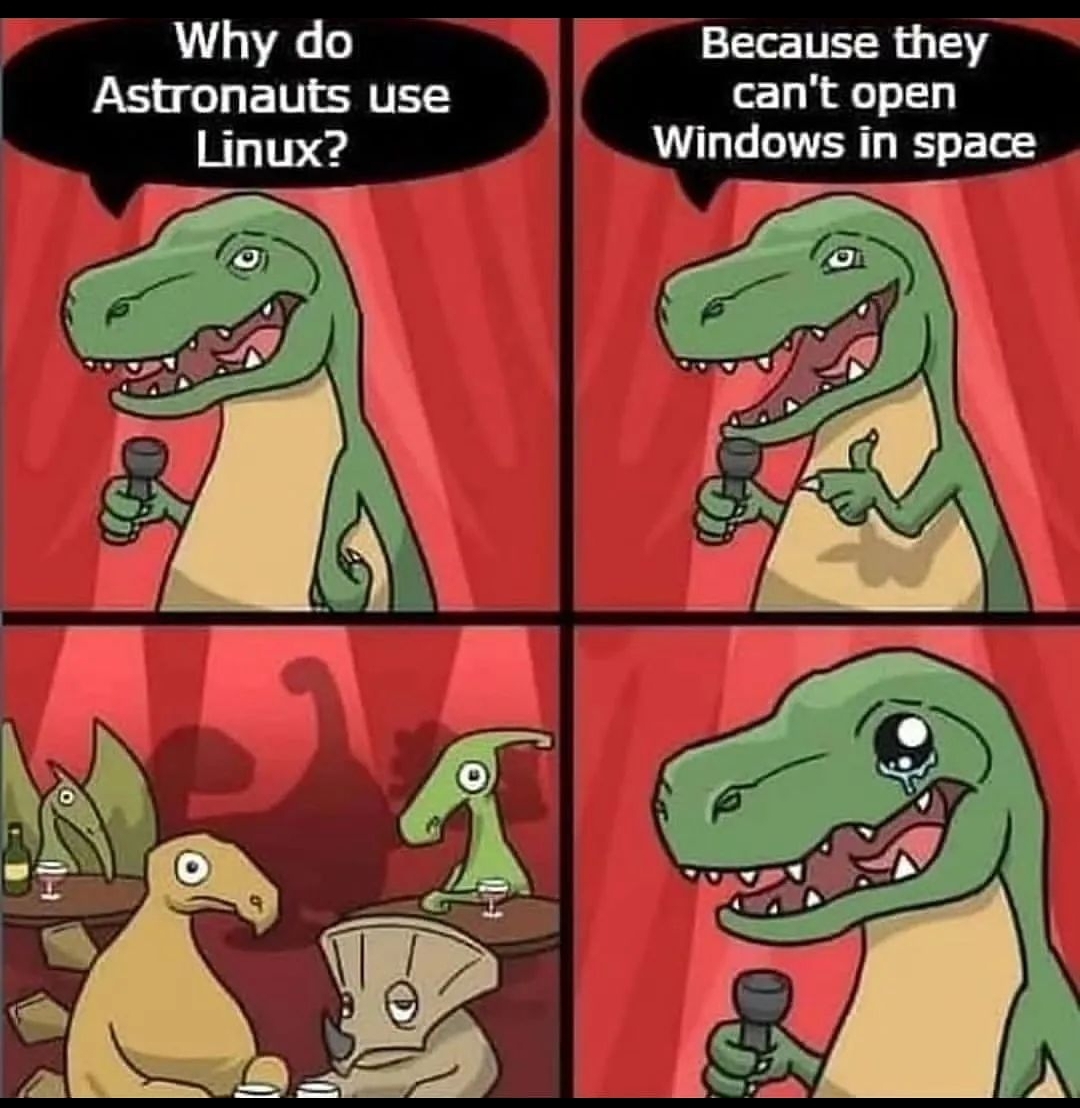 Why do
Astronauts use
Linux?
Because they
can't open
Windows in space